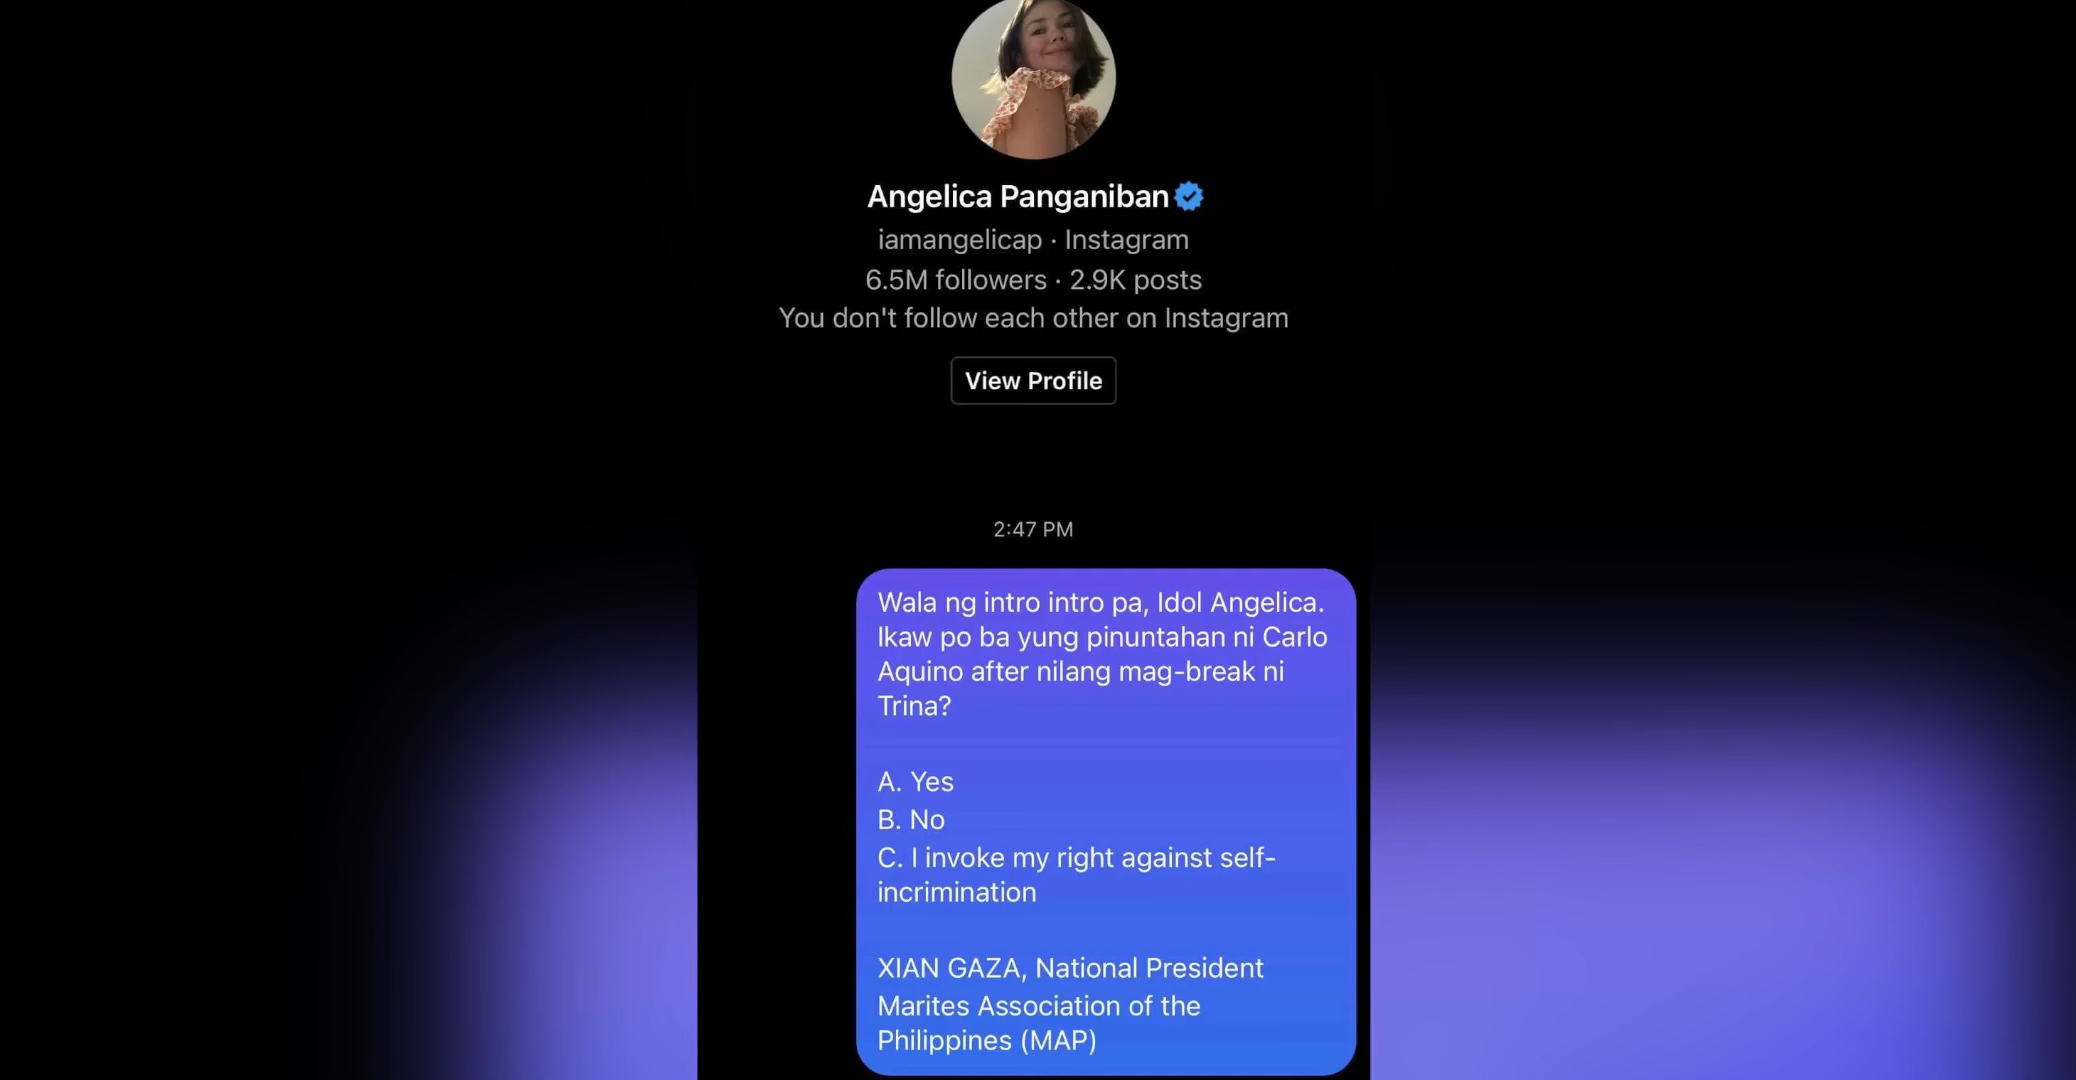 Angelica Panganiban
iamangelicap · Instagram
6.5M followers · 2.9K posts
You don't follow each other on Instagram
View Profile
2:47 PM
Wala ng intro intro pa, Idol Angelica.
Ikaw po ba yung pinuntahan ni Carlo
Aquino after nilang mag-break ni
Trina?
A. Yes
B. No
C. I invoke my right against self-
incrimination
XIAN GAZA, National President
Marites Association of the
Philippines (MAP)